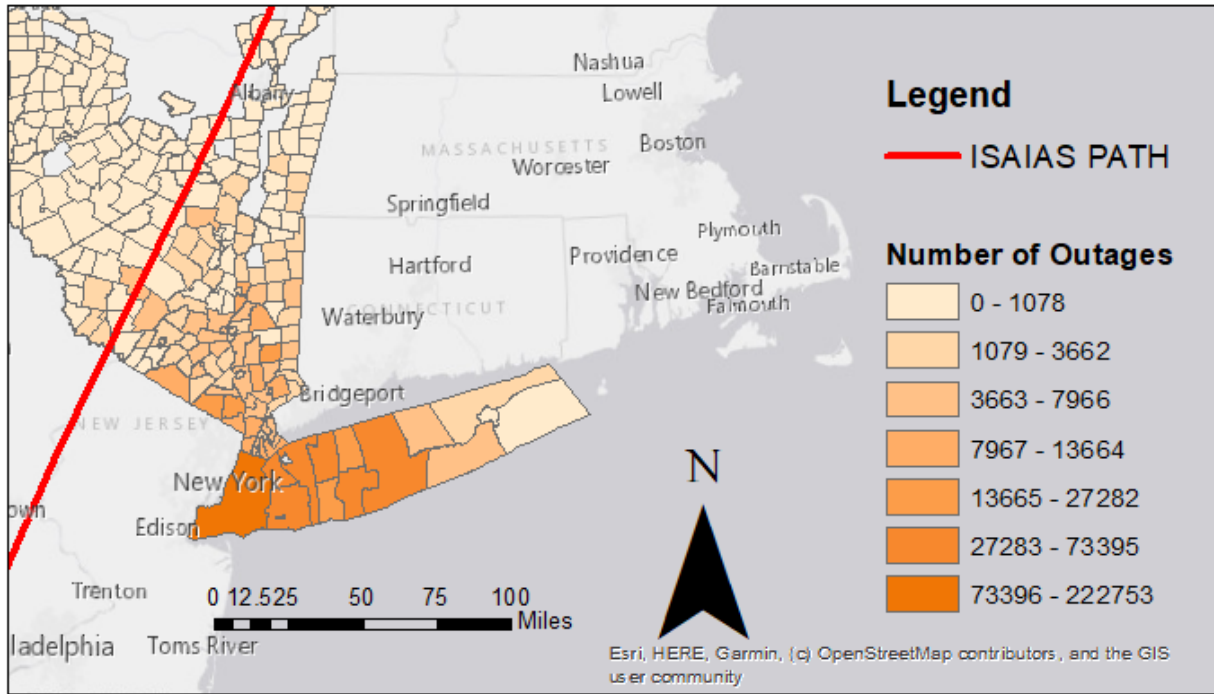 Nashua
Lowell
Albany
Boston
MASSACHUSETTS
Worcester
Springfield
Plymouth
Providence
Hartford
Barnstable
New Bedford
Falmouth
CONNECTICUT
Waterbury
Bridgeport
NEW JERSEY
New York
own
Edison
Trenton
ladelphia
Toms River
0 12.525 50 75 100
Miles
N
Legend
ISAIAS PATH
Number of Outages
0 - 1078
1079 - 3662
3663 - 7966
7967 - 13664
13665 - 27282
27283 - 73395
73396 - 222753
Esri, HERE, Garmin, (c) OpenStreetMap contributors, and the GIS
user community